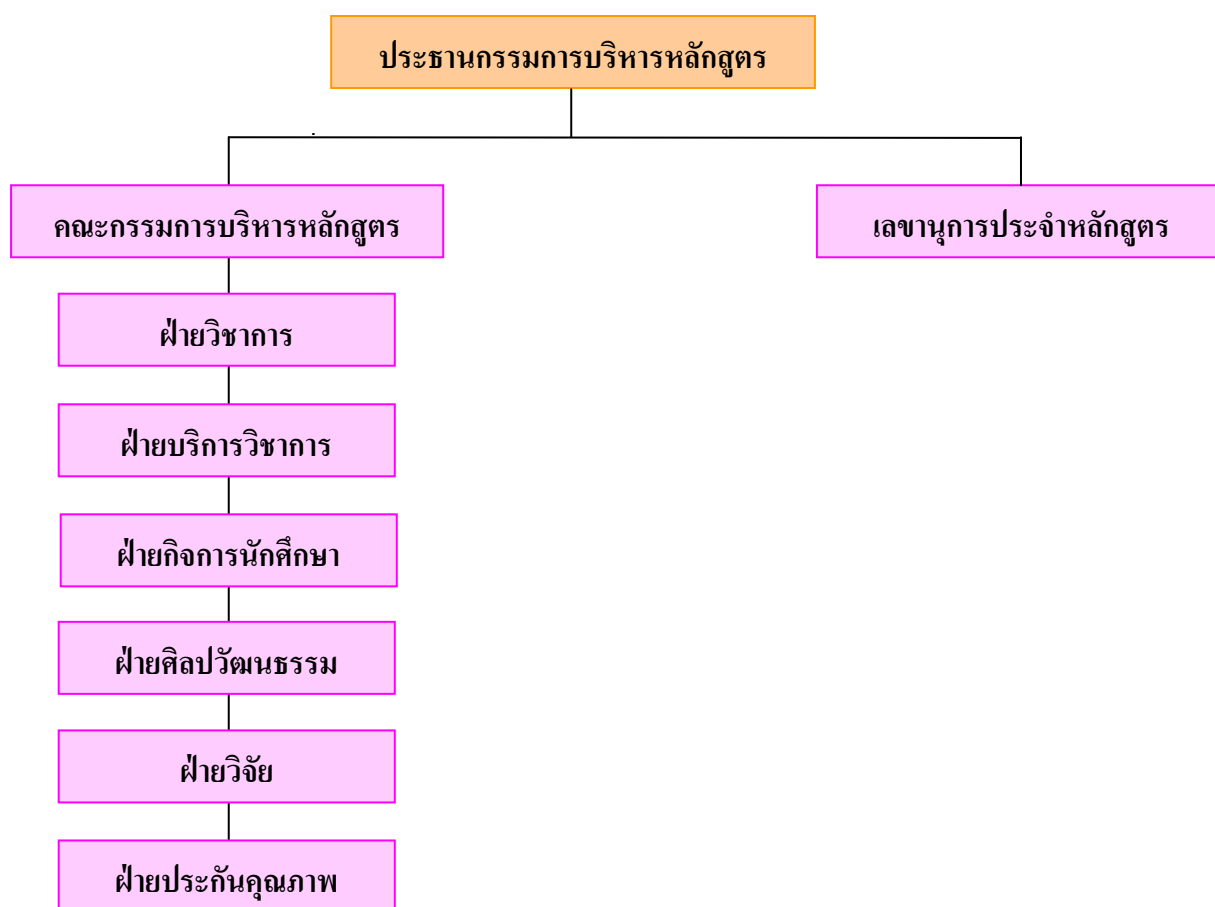 ประธานกรรมการบริหารหลักสูตร
คณะกรรมการบริหารหลักสูตร
เลขานุการประจำหลักสูตร
ฝ่ายวิชาการ
ฝ่ายบริการวิชาการ
ฝ่ายกิจการนักศึกษา
ฝ่ายศิลปวัฒนธรรม
ฝ่ายวิจัย
ฝ่ายประกันคุณภาพ